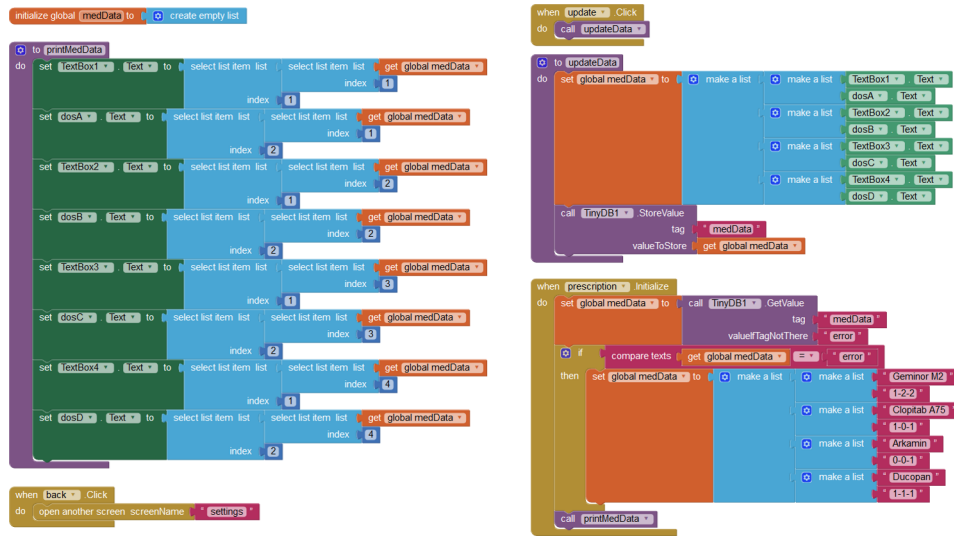 initialize global medData to create empty list
to printMedData
do set TextBox1 . Text to select list item list select list item list get global medData
index 1
index 1
set dosA . Text to select list item list select list item list get global medData
index 1
index 2
set TextBox2 . Text to select list item list select list item list get global medData
index 2
index 1
set dosB . Text to select list item list select list item list get global medData
index 2
index 2
set TextBox3 . Text to select list item list select list item list get global medData
index 3
index 1
set dosC . Text to select list item list select list item list get global medData
index 3
index 2
set TextBox4 . Text to select list item list select list item list get global medData
index 4
index 1
set dosD . Text to select list item list select list item list get global medData
index 4
index 2
when back .Click
do open another screen screenName " settings "
when update .Click
do call updateData
to updateData
do set global medData to make a list make a list TextBox1 . Text
dosA . Text
make a list TextBox2 . Text
dosB . Text
make a list TextBox3 . Text
dosC . Text
make a list TextBox4 . Text
dosD . Text
call TinyDB1 .StoreValue
tag " medData "
valueToStore get global medData
when prescription .Initialize
do set global medData to call TinyDB1 .GetValue
tag " medData "
valueIfTagNotThere " error "
if compare texts get global medData = " error "
then set global medData to make a list make a list " Geminor M2 "
" 1-2-2 "
make a list " Clopitab A75 "
" 1-0-1 "
make a list " Arkamin "
" 0-0-1 "
make a list " Ducopan "
" 1-1-1 "
call printMedData